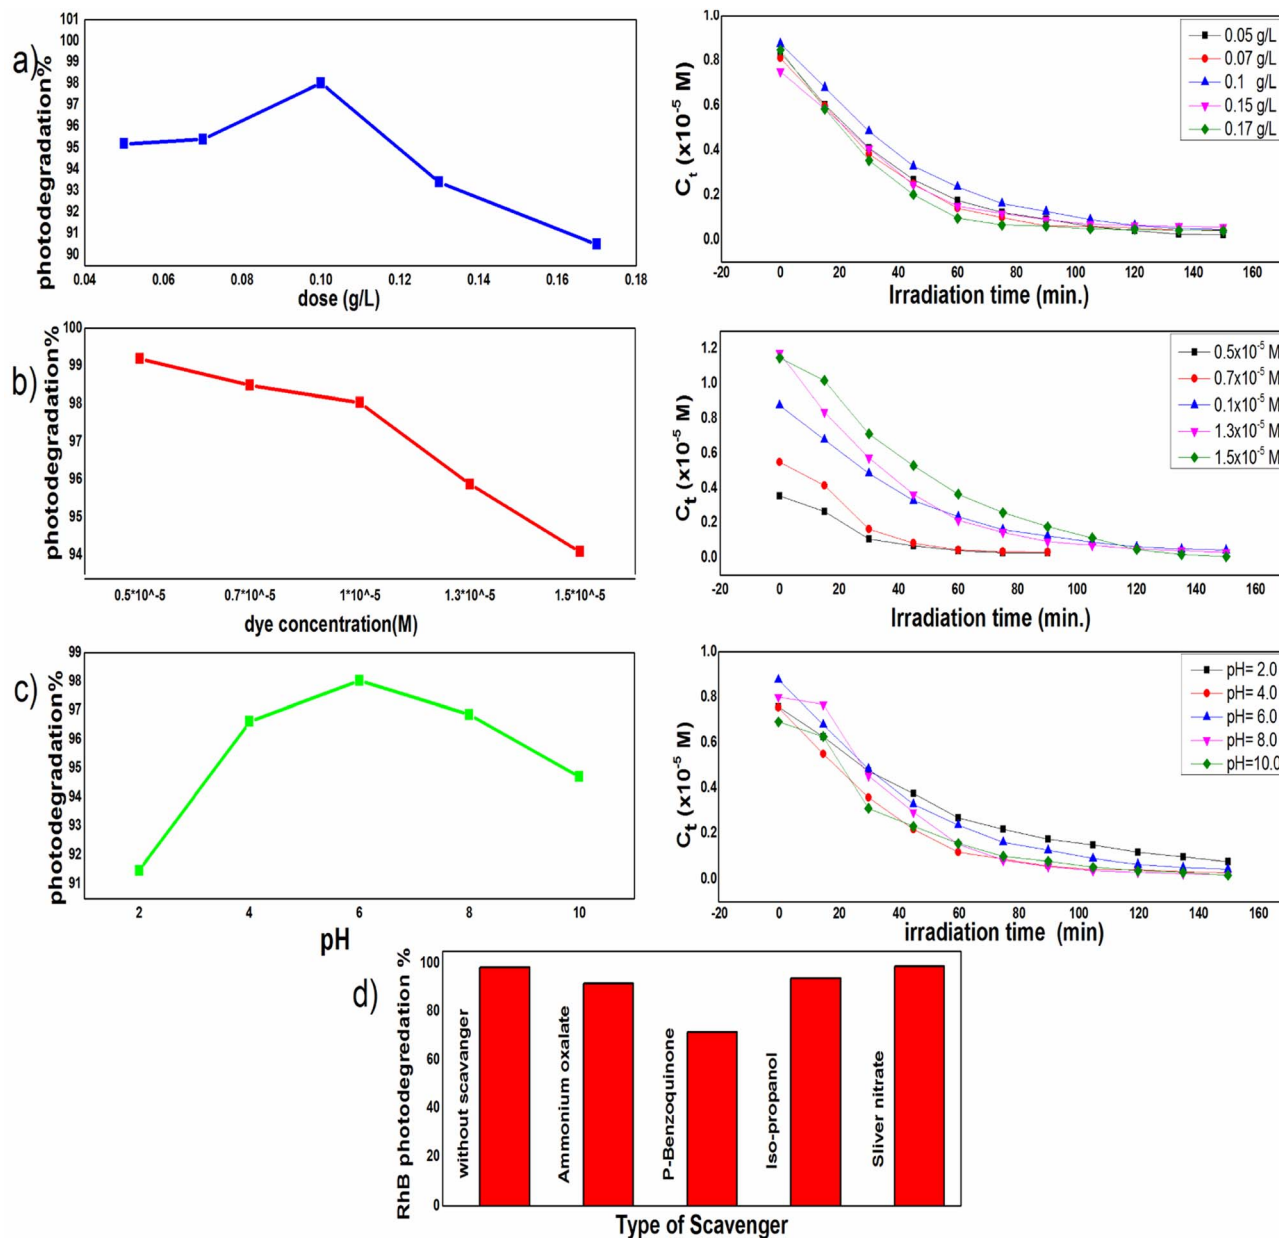 a)
photodegradation%
101
100
99
98
97
96
95
94
93
92
91
90
0.04 0.06 0.08 0.10 0.12 0.14 0.16 0.18
dose (g/L)
Ct (x10-5 M)
1.0
0.8
0.6
0.4
0.2
0.0
-20 0 20 40 60 80 100 120 140 160
Irradiation time (min.)
0.05 g/L
0.07 g/L
0.1 g/L
0.15 g/L
0.17 g/L
b)
photodegradation%
100
99
98
97
96
95
94
0.5*10^-5 0.7*10^-5 1*10^-5 1.3*10^-5 1.5*10^-5
dye concentration(M)
Ct (x10-5 M)
1.2
1.0
0.8
0.6
0.4
0.2
0.0
-20 0 20 40 60 80 100 120 140 160
Irradiation time (min.)
0.5x10-5 M
0.7x10-5 M
0.1x10-5 M
1.3x10-5 M
1.5x10-5 M
c)
photodegradation%
99
98
97
96
95
94
93
92
91
2 4 6 8 10
pH
Ct (x10-5 M)
1.0
0.8
0.6
0.4
0.2
0.0
-20 0 20 40 60 80 100 120 140 160
irradiation time (min)
pH= 2.0
pH= 4.0
pH= 6.0
pH= 8.0
pH=10.0
d)
RhB photodegredation %
100
80
60
40
20
0
without scavanger
Ammonium oxalate
P-Benzoquinone
Iso-propanol
Sliver nitrate
Type of Scavenger